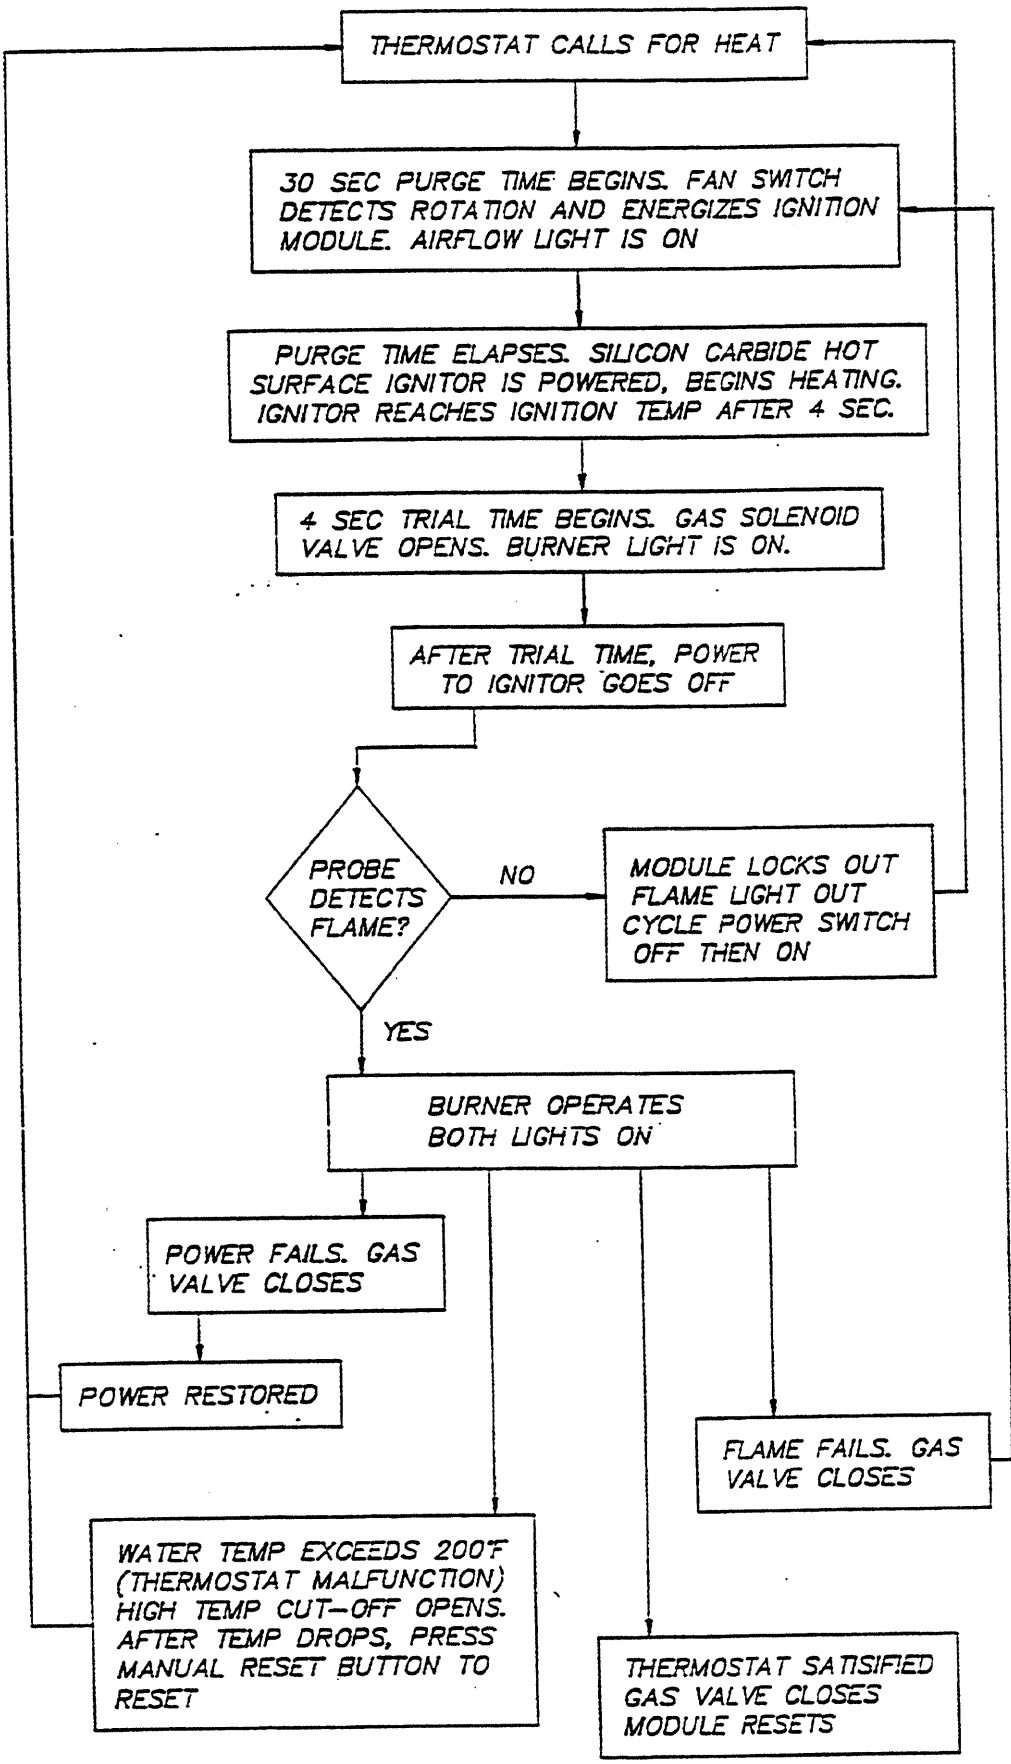 THERMOSTAT CALLS FOR HEAT
30 SEC PURGE TIME BEGINS. FAN SWITCH
DETECTS ROTATION AND ENERGIZES IGNITION
MODULE. AIRFLOW LIGHT IS ON
PURGE TIME ELAPSES. SILICON CARBIDE HOT
SURFACE IGNITOR IS POWERED, BEGINS HEATING.
IGNITOR REACHES IGNITION TEMP AFTER 4 SEC.
4 SEC TRIAL TIME BEGINS. GAS SOLENOID
VALVE OPENS. BURNER LIGHT IS ON.
AFTER TRIAL TIME, POWER
TO IGNITOR GOES OFF
PROBE
DETECTS
FLAME?
NO
MODULE LOCKS OUT
FLAME LIGHT OUT
CYCLE POWER SWITCH
OFF THEN ON
YES
BURNER OPERATES
BOTH LIGHTS ON
POWER FAILS. GAS
VALVE CLOSES
POWER RESTORED
FLAME FAILS. GAS
VALVE CLOSES
WATER TEMP EXCEEDS 200°F
(THERMOSTAT MALFUNCTION)
HIGH TEMP CUT-OFF OPENS.
AFTER TEMP DROPS, PRESS
MANUAL RESET BUTTON TO
RESET
THERMOSTAT SATISIFIED
GAS VALVE CLOSES
MODULE RESETS